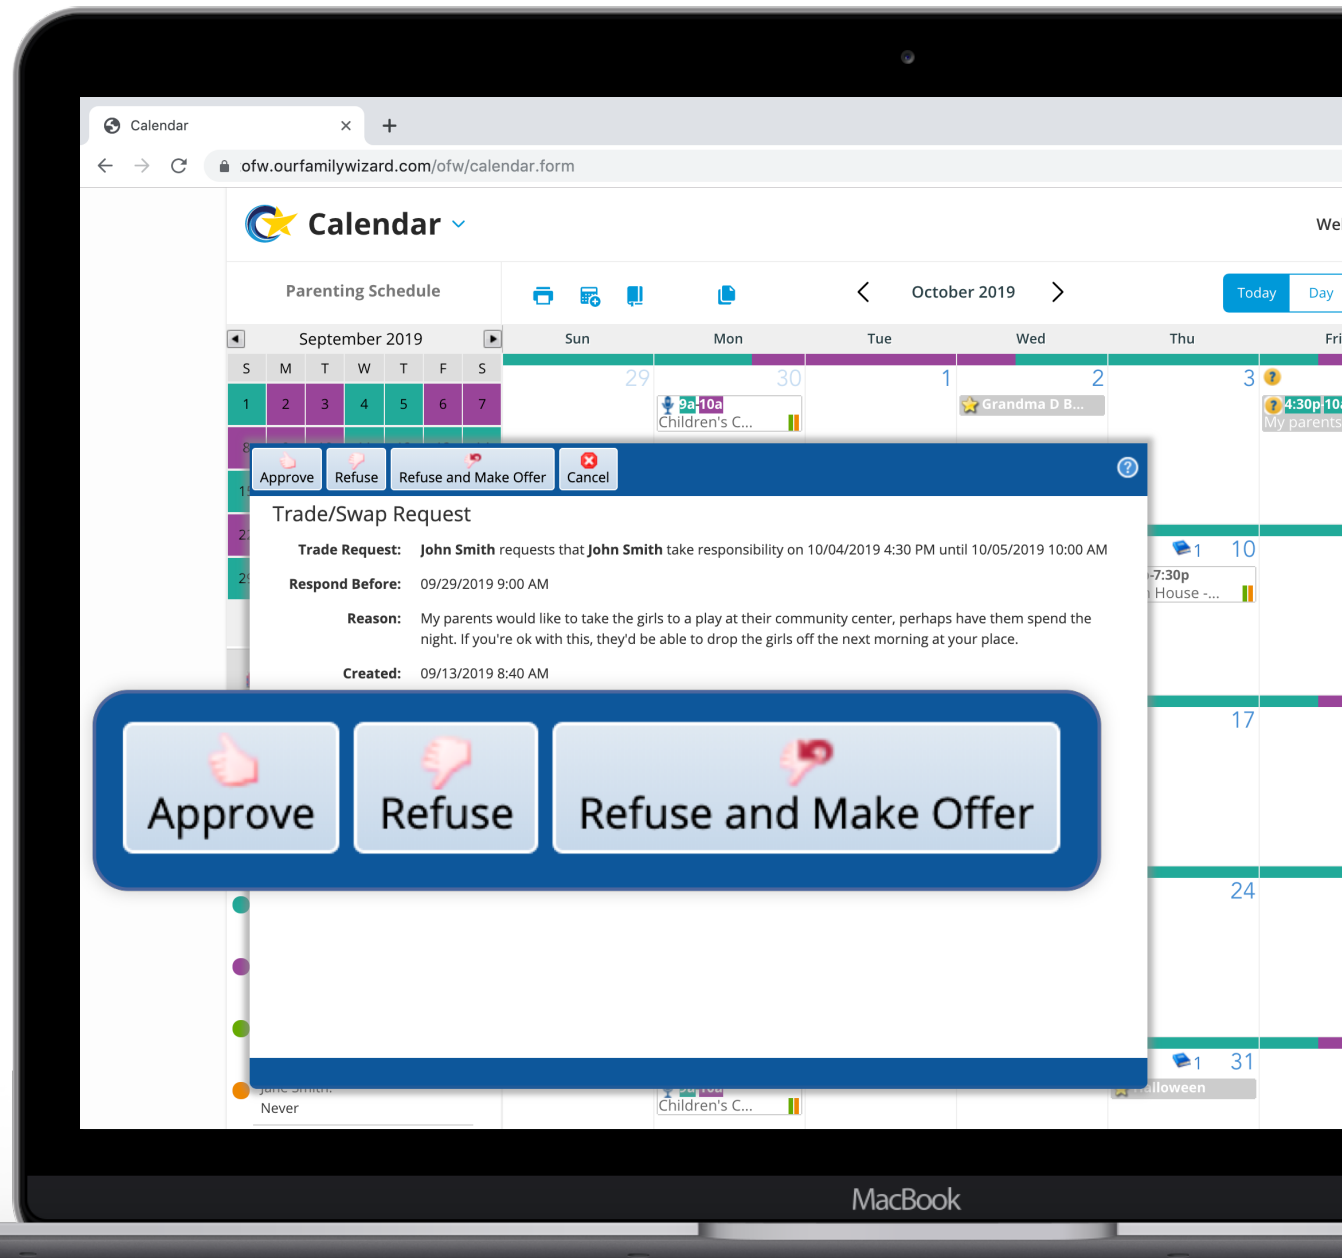 Calendar
ofw.ourfamilywizard.com/ofw/calendar.form
Calendar
Parenting Schedule
October 2019
Today
Day
September 2019
Sun
Mon
Tue
Wed
Thu
Fri
S M T W T F S
29 30 1 2 3
1 2 3 4 5 6 7
9a-10a
Children's C...
Grandma D B...
4:30p-10a
My parents
Approve
Refuse
Refuse and Make Offer
Cancel
Trade/Swap Request
Trade Request: John Smith requests that John Smith take responsibility on 10/04/2019 4:30 PM until 10/05/2019 10:00 AM
Respond Before: 09/29/2019 9:00 AM
Reason: My parents would like to take the girls to a play at their community center, perhaps have them spend the
night. If you're ok with this, they'd be able to drop the girls off the next morning at your place.
Created: 09/13/2019 8:40 AM
1 10
-7:30p
House -...
17
Approve
Refuse
Refuse and Make Offer
24
1 31
Never
Children's C...
MacBook